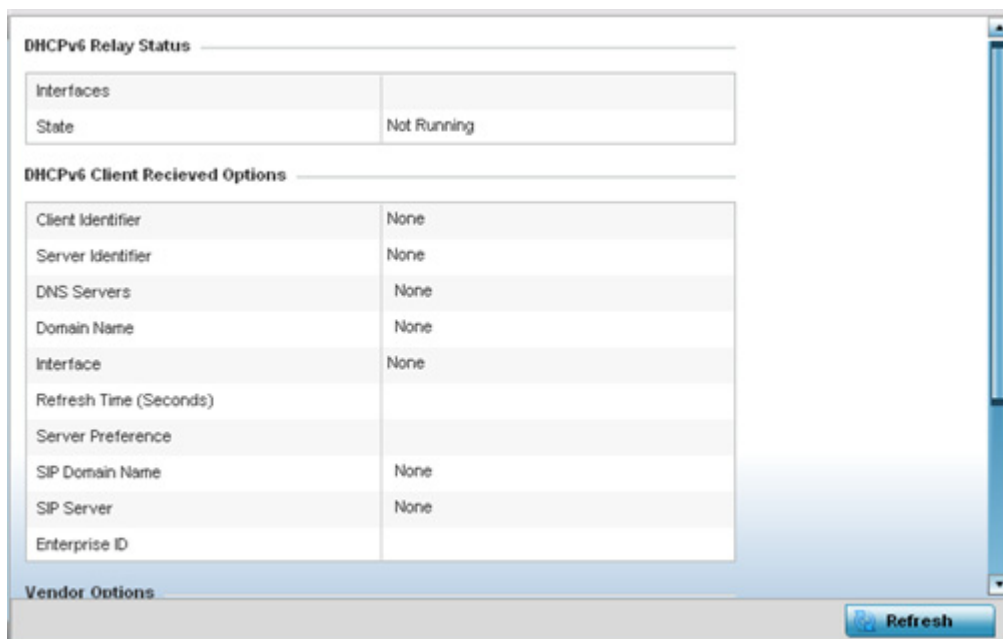 DHCPv6 Relay Status
Interfaces
State Not Running
DHCPv6 Client Recieved Options
Client Identifier None
Server Identifier None
DNS Servers None
Domain Name None
Interface None
Refresh Time (Seconds)
Server Preference
SIP Domain Name None
SIP Server None
Enterprise ID
Vendor Options
Refresh